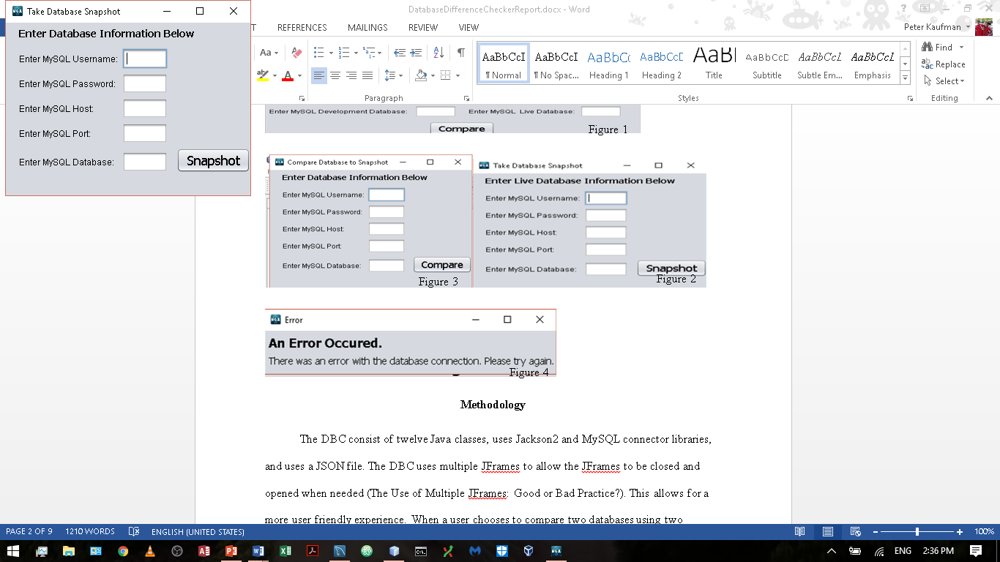 Take Database Snapshot
Enter Database Information Below
Enter MySQL Username:
Enter MySQL Password:
Enter MySQL Host:
Enter MySQL Port:
Enter MySQL Database:
Snapshot
DatabaseDifferenceCheckerReport.docx - Word
T REFERENCES MAILINGS REVIEW VIEW
Peter Kaufman
Aa
AaBbCcI AaBbCcI AaBbC AaBbCcD AaBl AaBbCcD AaBbCcI AaBbCcI
¶ Normal ¶ No Spac... Heading 1 Heading 2 Title Subtitle Subtle Em... Emphasis
Find
Replace
Select
Paragraph Styles Editing
Enter MySQL Development Database: Enter MySQL Live Database:
Compare
Figure 1
Compare Database to Snapshot
Enter Database Information Below
Enter MySQL Username:
Enter MySQL Password:
Enter MySQL Host:
Enter MySQL Port:
Enter MySQL Database:
Compare
Figure 3
Take Database Snapshot
Enter Live Database Information Below
Enter MySQL Username:
Enter MySQL Password:
Enter MySQL Host:
Enter MySQL Port:
Enter MySQL Database:
Snapshot
Figure 2
Error
An Error Occured.
There was an error with the database connection. Please try again.
Figure 4
Methodology
The DBC consist of twelve Java classes, uses Jackson2 and MySQL connector libraries,
and uses a JSON file. The DBC uses multiple JFrames to allow the JFrames to be closed and
opened when needed (The Use of Multiple JFrames: Good or Bad Practice?). This allows for a
more user friendly experience. When a user chooses to compare two databases using two
PAGE 2 OF 9 1210 WORDS ENGLISH (UNITED STATES) 100%
ENG 2:36 PM